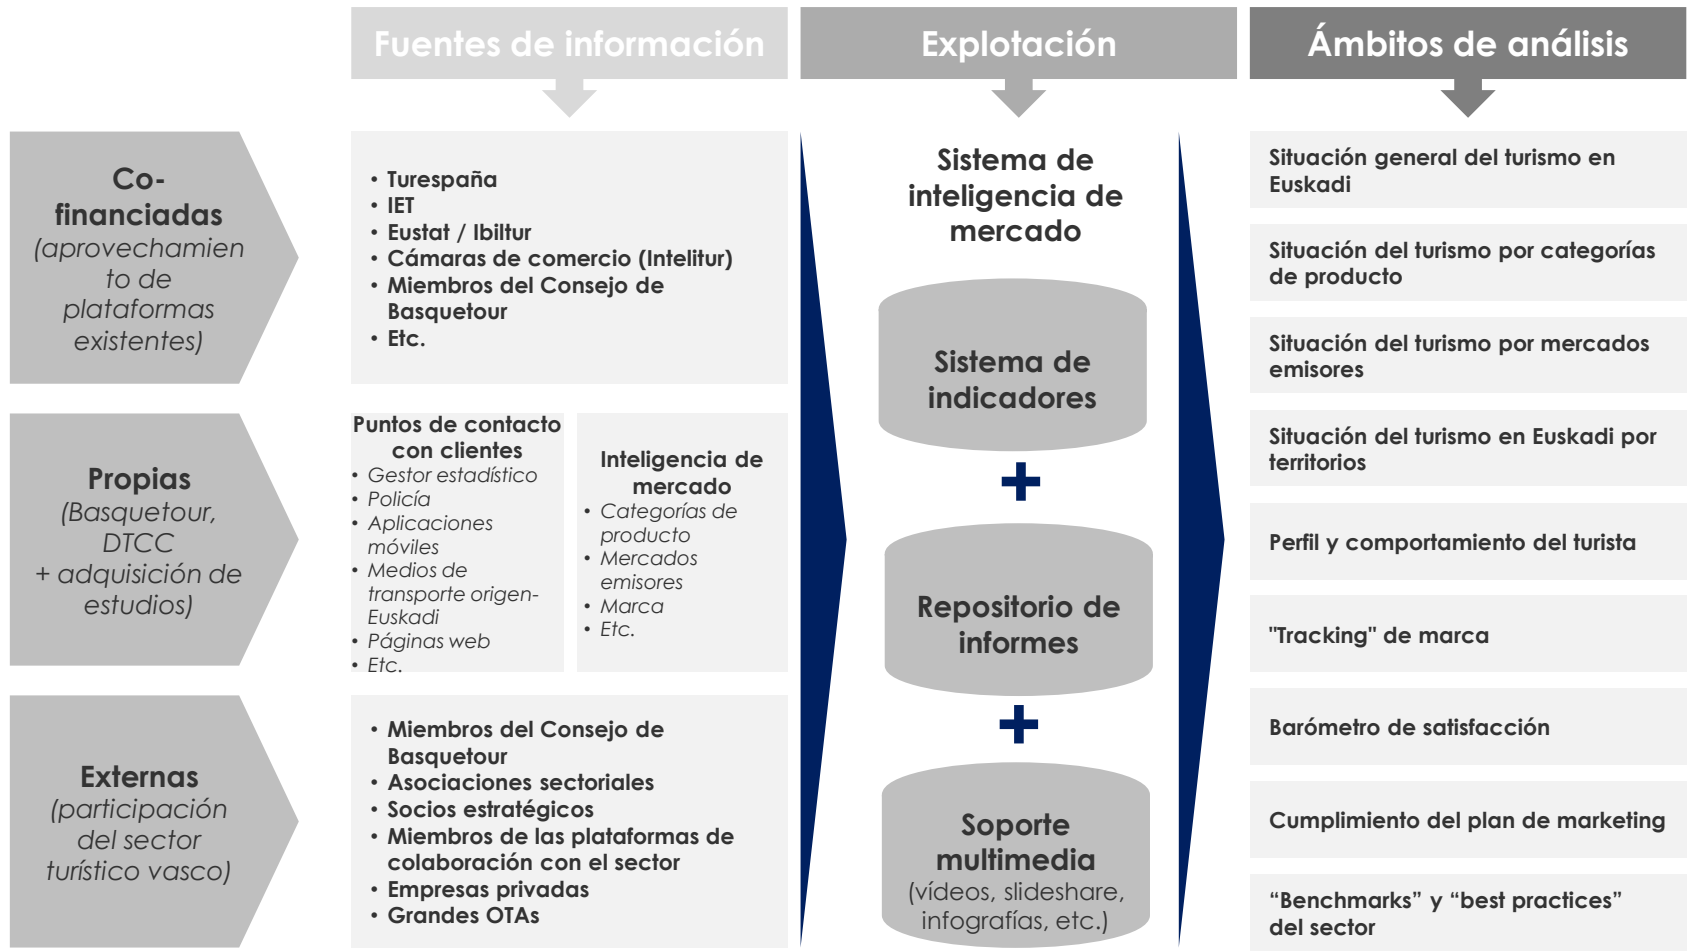 Fuentes de información
Explotación
Ámbitos de análisis
Co-
financiadas
(aprovechamien
to de
plataformas
existentes)
• Turespaña
• IET
• Eustat / Ibiltur
• Cámaras de comercio (Intelitur)
• Miembros del Consejo de
Basquetour
• Etc.
Propias
(Basquetour,
DTCC
+ adquisición de
estudios)
Puntos de contacto
con clientes
• Gestor estadístico
• Policía
• Aplicaciones
móviles
• Medios de
transporte origen-
Euskadi
• Páginas web
• Etc.
Inteligencia de
mercado
• Categorías de
producto
• Mercados
emisores
• Marca
• Etc.
Externas
(participación
del sector
turístico vasco)
• Miembros del Consejo de
Basquetour
• Asociaciones sectoriales
• Socios estratégicos
• Miembros de las plataformas de
colaboración con el sector
• Empresas privadas
• Grandes OTAs
Sistema de
inteligencia de
mercado
Sistema de
indicadores
+
Repositorio de
informes
+
Soporte
multimedia
(vídeos, slideshare,
infografías, etc.)
Situación general del turismo en
Euskadi
Situación del turismo por categorías
de producto
Situación del turismo por mercados
emisores
Situación del turismo en Euskadi por
territorios
Perfil y comportamiento del turista
"Tracking" de marca
Barómetro de satisfacción
Cumplimiento del plan de marketing
“Benchmarks” y “best practices”
del sector